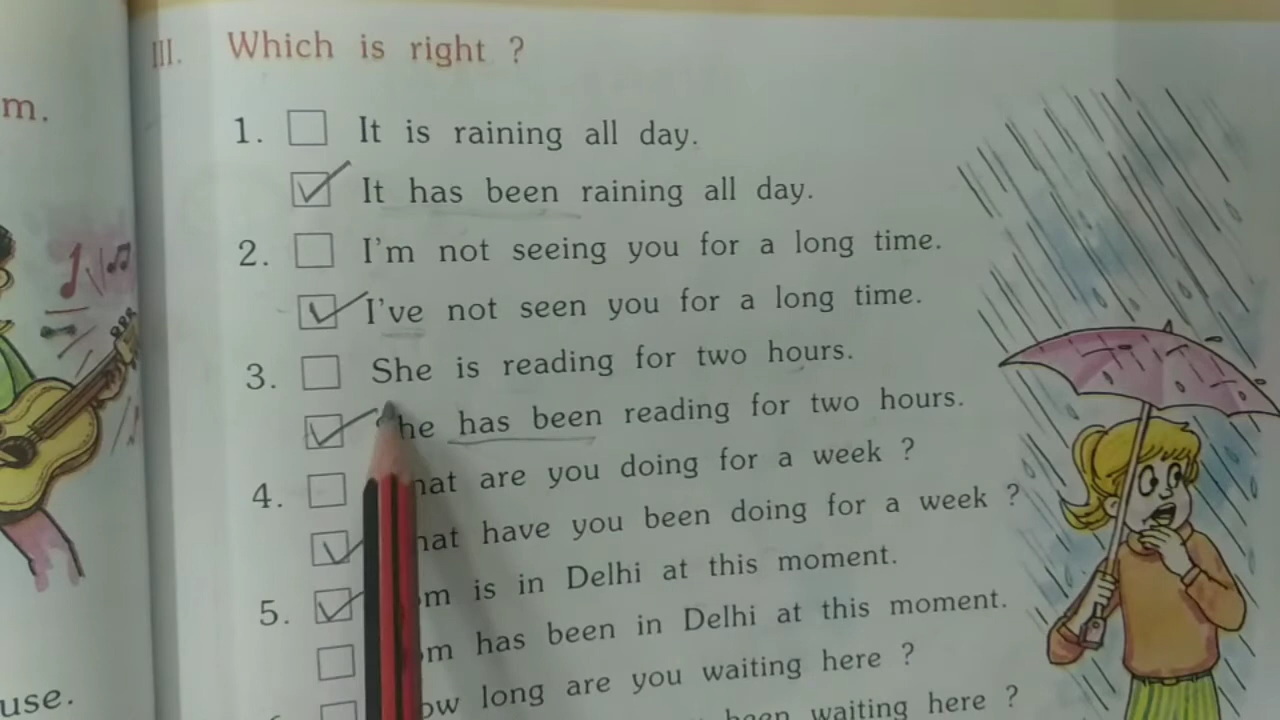 m.
III. Which is right ?
1. It is raining all day.
It has been raining all day.
2. I'm not seeing you for a long time.
I've not seen you for a long time.
3. She is reading for two hours.
he has been reading for two hours.
4. hat are you doing for a week ?
hat have you been doing for a week ?
5. m is in Delhi at this moment.
om has been in Delhi at this moment.
ow long are you waiting here ?
been waiting here ?
use.